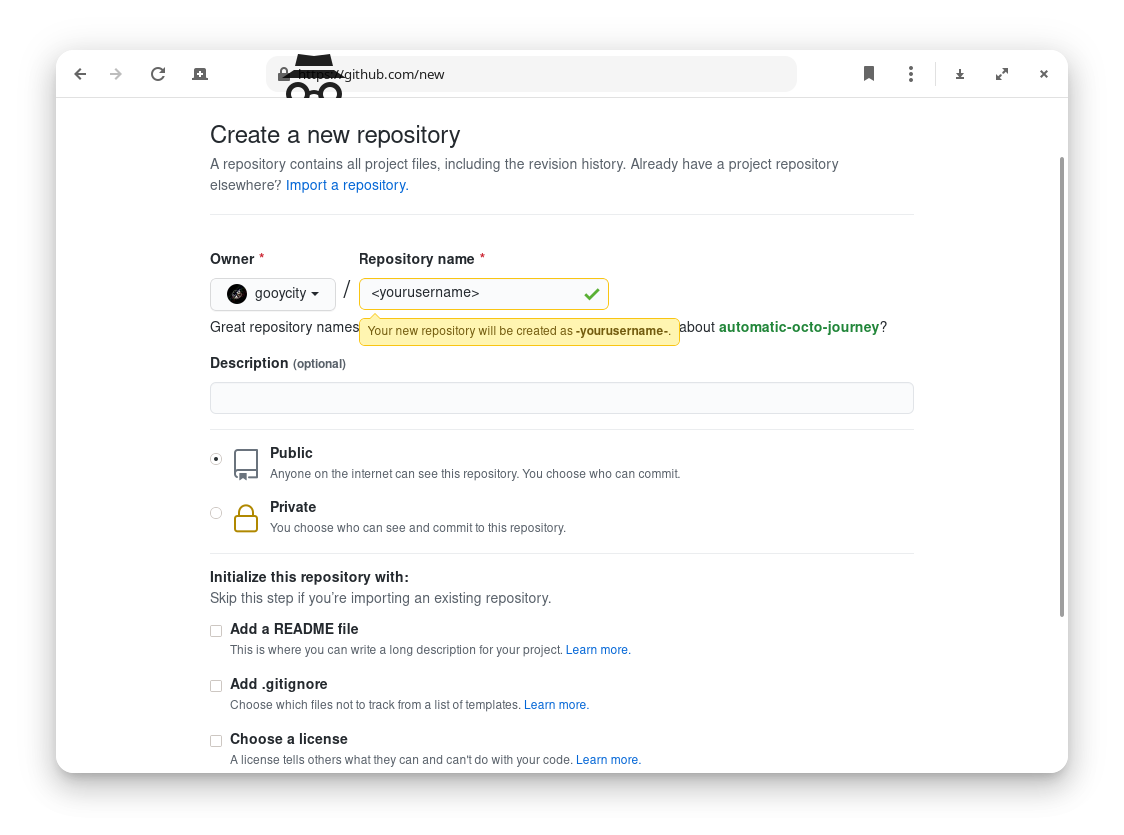 https://github.com/new
Create a new repository
A repository contains all project files, including the revision history. Already have a project repository
elsewhere? Import a repository.
Owner * Repository name *
gooycity / <yourusername>
Great repository names about automatic-octo-journey?
Your new repository will be created as -yourusername-.
Description (optional)
Public
Anyone on the internet can see this repository. You choose who can commit.
Private
You choose who can see and commit to this repository.
Initialize this repository with:
Skip this step if you're importing an existing repository.
Add a README file
This is where you can write a long description for your project. Learn more.
Add .gitignore
Choose which files not to track from a list of templates. Learn more.
Choose a license
A license tells others what they can and can't do with your code. Learn more.